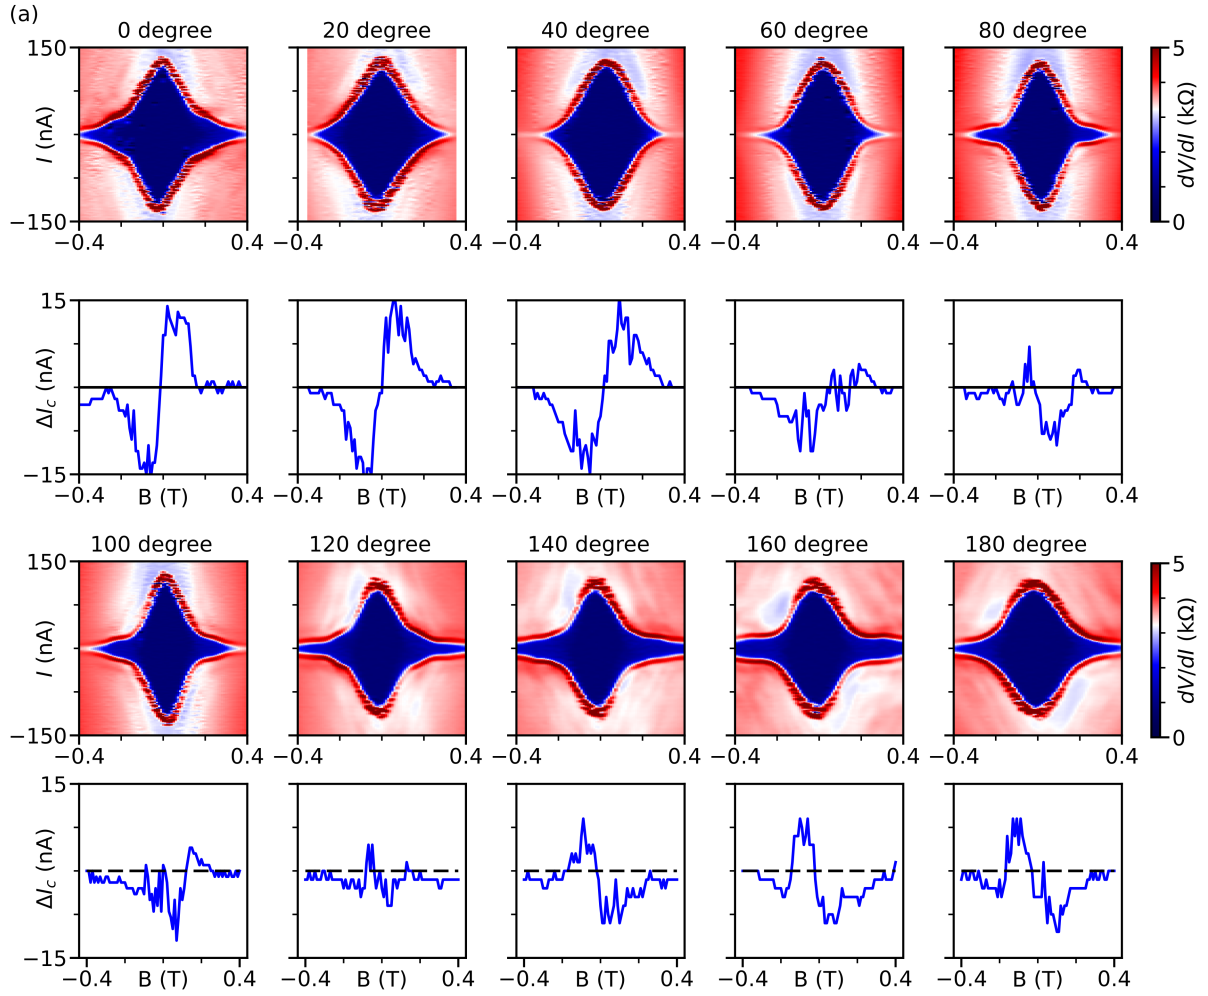 (a)
0 degree 20 degree 40 degree 60 degree 80 degree
150 5
I (nA) dV/dI (kΩ)
−150 0
−0.4 0.4 −0.4 0.4 −0.4 0.4 −0.4 0.4 −0.4 0.4
15
ΔIc (nA)
−15
−0.4 B (T) 0.4 −0.4 B (T) 0.4 −0.4 B (T) 0.4 −0.4 B (T) 0.4 −0.4 B (T) 0.4
100 degree 120 degree 140 degree 160 degree 180 degree
150 5
I (nA) dV/dI (kΩ)
−150 0
−0.4 0.4 −0.4 0.4 −0.4 0.4 −0.4 0.4 −0.4 0.4
15
ΔIc (nA)
−15
−0.4 B (T) 0.4 −0.4 B (T) 0.4 −0.4 B (T) 0.4 −0.4 B (T) 0.4 −0.4 B (T) 0.4